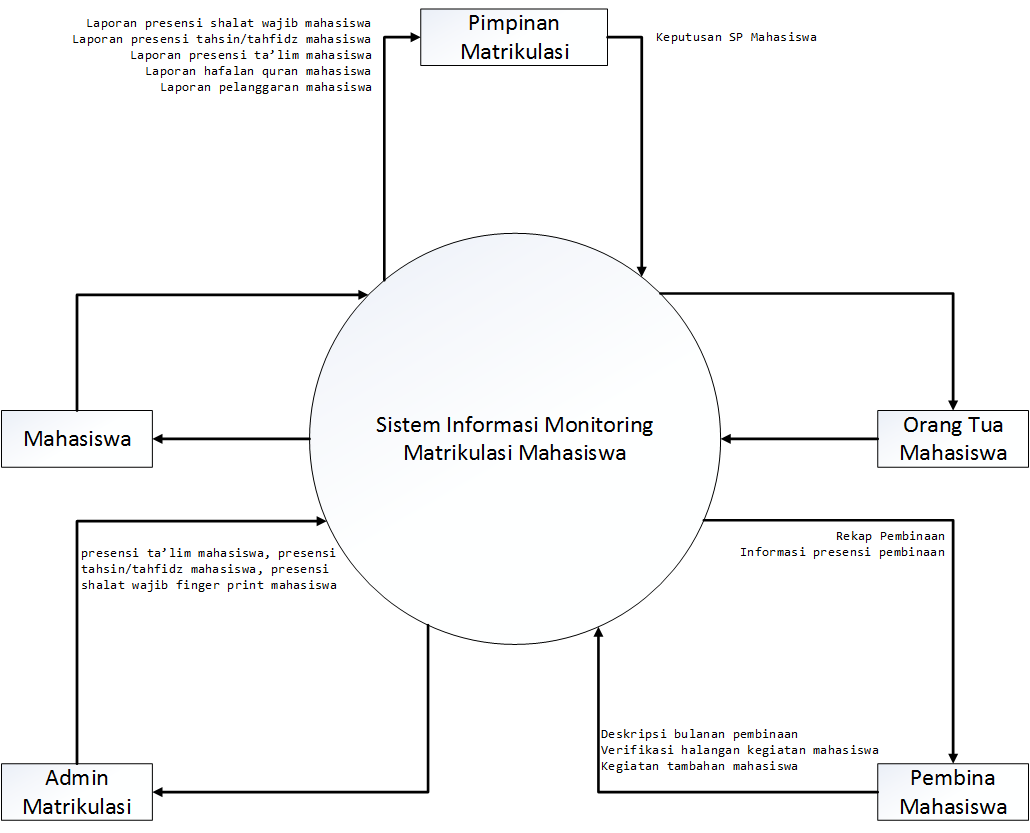 Laporan presensi shalat wajib mahasiswa
Laporan presensi tahsin/tahfidz mahasiswa
Laporan presensi ta’lim mahasiswa
Laporan hafalan quran mahasiswa
Laporan pelanggaran mahasiswa
Pimpinan
Matrikulasi
Keputusan SP Mahasiswa
Mahasiswa
Sistem Informasi Monitoring
Matrikulasi Mahasiswa
Orang Tua
Mahasiswa
presensi ta’lim mahasiswa, presensi
tahsin/tahfidz mahasiswa, presensi
shalat wajib finger print mahasiswa
Rekap Pembinaan
Informasi presensi pembinaan
Deskripsi bulanan pembinaan
Verifikasi halangan kegiatan mahasiswa
Kegiatan tambahan mahasiswa
Admin
Matrikulasi
Pembina
Mahasiswa